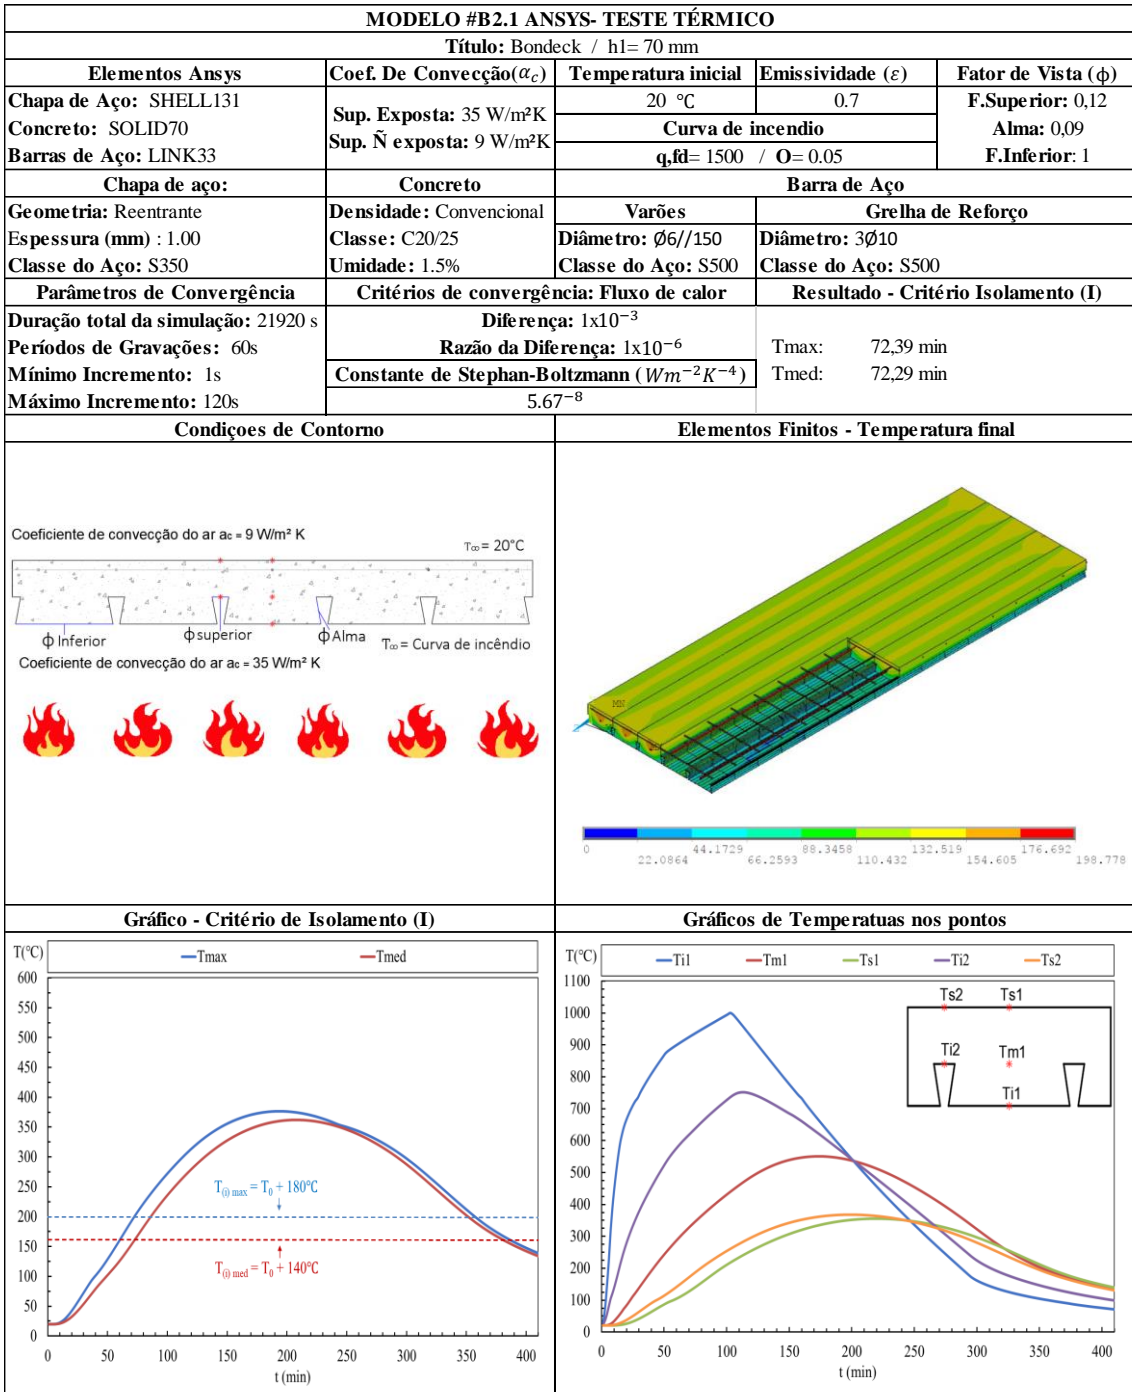 MODELO #B2.1 ANSYS- TESTE TÉRMICO
Título: Bondeck / h1= 70 mm
Elementos Ansys
Coef. De Convecção(α_c)
Temperatura inicial
Emissividade (ε)
Fator de Vista (ϕ)
Chapa de Aço: SHELL131
Concreto: SOLID70
Barras de Aço: LINK33
Sup. Exposta: 35 W/m²K
Sup. Ñ exposta: 9 W/m²K
20 °C
0.7
Curva de incendio
q,fd= 1500 / O= 0.05
F.Superior: 0,12
Alma: 0,09
F.Inferior: 1
Chapa de aço:
Concreto
Barra de Aço
Geometria: Reentrante
Espessura (mm) : 1.00
Classe do Aço: S350
Densidade: Convencional
Classe: C20/25
Umidade: 1.5%
Varões
Diâmetro: Ø6//150
Classe do Aço: S500
Grelha de Reforço
Diâmetro: 3Ø10
Classe do Aço: S500
Parâmetros de Convergência
Critérios de convergência: Fluxo de calor
Resultado - Critério Isolamento (I)
Duração total da simulação: 21920 s
Períodos de Gravações: 60s
Mínimo Incremento: 1s
Máximo Incremento: 120s
Diferença: 1x10⁻³
Razão da Diferença: 1x10⁻⁶
Constante de Stephan-Boltzmann (Wm⁻²K⁻⁴)
5.67⁻⁸
Tmax: 72,39 min
Tmed: 72,29 min
Condiçoes de Contorno
Elementos Finitos - Temperatura final
Coeficiente de convecção do ar ac = 9 W/m² K
T∞= 20°C
ϕ Inferior
ϕ superior
ϕ Alma
T∞= Curva de incêndio
Coeficiente de convecção do ar ac = 35 W/m² K
MN
0
22.0864
44.1729
66.2593
88.3458
110.432
132.519
154.605
176.692
198.778
Gráfico - Critério de Isolamento (I)
Gráficos de Temperatuas nos pontos
T(°C)
Tmax
Tmed
600
550
500
450
400
350
300
250
200
150
100
50
0
T(i) max = T0 + 180°C
T(i) med = T0 + 140°C
0 50 100 150 200 250 300 350 400
t (min)
T(°C)
Ti1
Tm1
Ts1
Ti2
Ts2
1100
1000
900
800
700
600
500
400
300
200
100
0
Ts2
Ts1
Ti2
Tm1
Ti1
0 50 100 150 200 250 300 350 400
t (min)